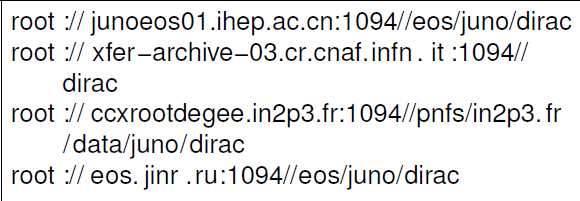 root :// junoeos01.ihep.ac.cn:1094//eos/juno/dirac
root :// xfer-archive-03.cr.cnaf.infn . it :1094//
dirac
root :// ccxrootdegee.in2p3.fr:1094//pnfs/in2p3.fr
/data/juno/dirac
root :// eos. jinr .ru:1094//eos/juno/dirac